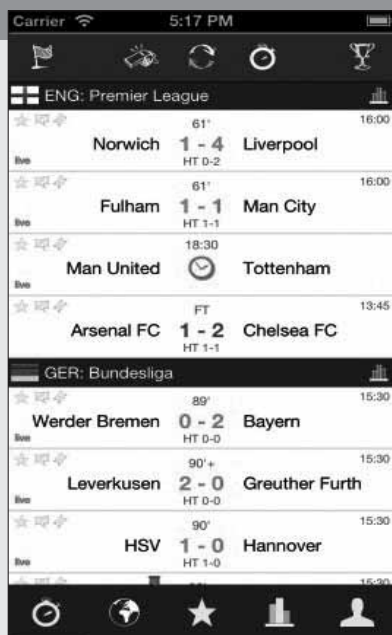 Carrier 5:17 PM
ENG: Premier League
61' 16:00
Norwich 1 - 4 Liverpool
live HT 0-2
61' 16:00
Fulham 1 - 1 Man City
live HT 1-1
18:30
Man United Tottenham
live
FT 13:45
Arsenal FC 1 - 2 Chelsea FC
HT 1-1
GER: Bundesliga
89' 15:30
Werder Bremen 0 - 2 Bayern
live HT 0-0
90'+ 15:30
Leverkusen 2 - 0 Greuther Furth
live HT 0-0
90' 15:30
HSV 1 - 0 Hannover
live HT 1-0
15:30